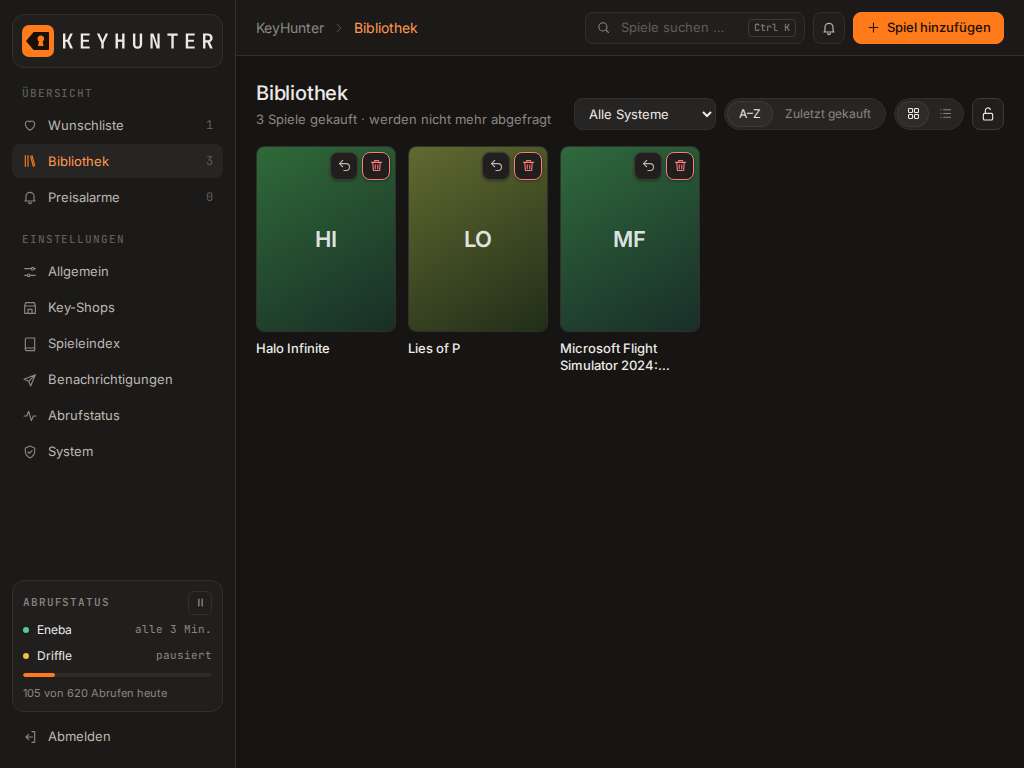 KEYHUNTER
ÜBERSICHT
Wunschliste 1
Bibliothek 3
Preisalarme 0
EINSTELLUNGEN
Allgemein
Key-Shops
Spieleindex
Benachrichtigungen
Abrufstatus
System
ABRUFSTATUS
Eneba alle 3 Min.
Driffle pausiert
105 von 620 Abrufen heute
Abmelden
KeyHunter Bibliothek
Spiele suchen ... Ctrl K
Spiel hinzufügen
Bibliothek
3 Spiele gekauft · werden nicht mehr abgefragt
Alle Systeme
A–Z Zuletzt gekauft
HI
LO
MF
Halo Infinite
Lies of P
Microsoft Flight
Simulator 2024:...